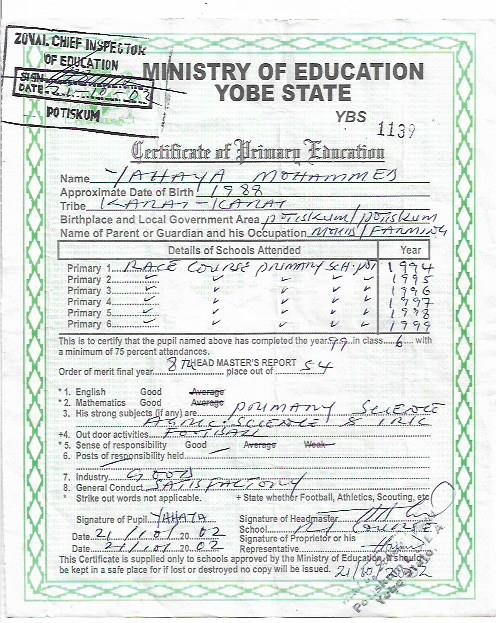 ZONAL CHIEF INSPECTOR
OF EDUCATION
SIGN
DATE 21-10-02
POTISKUM
MINISTRY OF EDUCATION
YOBE STATE
YBS 1139
Certificate of Primary Education
Name YAHAYA MOHAMMED
Approximate Date of Birth 1988
Tribe KARAI-KARAI
Birthplace and Local Government Area POTISKUM/POTISKUM
Name of Parent or Guardian and his Occupation MOHD/FARMING
Details of Schools Attended Year
Primary 1 RACE COURSE PRIMARY SCH. 1994
Primary 2 1995
Primary 3 1996
Primary 4 1997
Primary 5 1998
Primary 6 1999
This is to certify that the pupil named above has completed the year 99 in class 6 with
a minimum of 75 percent attendances.
HEAD MASTER'S REPORT
Order of merit final year 8TH place out of 54
* 1. English Good Average
* 2. Mathematics Good Average
3. His strong subjects (if any) are PRIMARY SCIENCE
AGRIC. SCIENCE & IRK
+4. Out door activities FOOTBALL
* 5. Sense of responsibility Good Average Weak
6. Posts of responsibility held
7. Industry GOOD
8. General Conduct SATISFACTORY
* Strike out words not applicable. + State whether Football, Athletics, Scouting, etc
Signature of Pupil YAHAYA Signature of Headmaster
School R/COURSE
Date 21/10/2002 Signature of Proprietor or his
Date 21/10/2002 Representative
This Certificate is supplied only to schools approved by the Ministry of Education. It should
be kept in a safe place for if lost or destroyed no copy will be issued. 21/10/2002